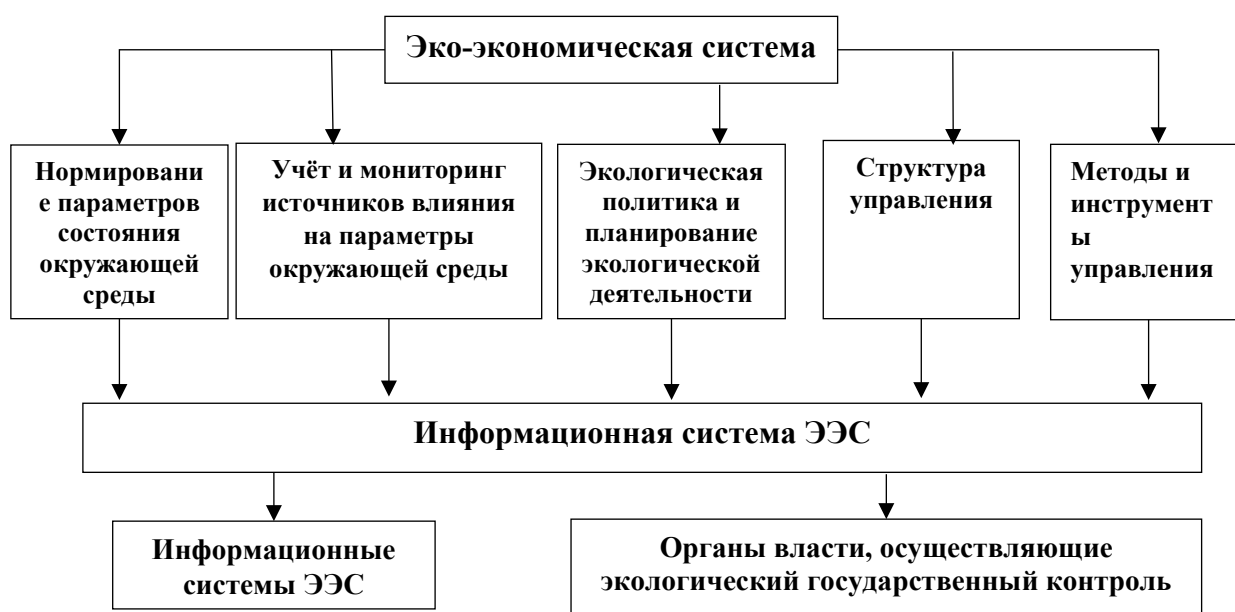 Эко-экономическая система
Нормировани
е параметров
состояния
окружающей
среды
Учёт и мониторинг
источников влияния
на параметры
окружающей среды
Экологическая
политика и
планирование
экологической
деятельности
Структура
управления
Методы и
инструмент
ы
управления
Информационная система ЭЭС
Информационные
системы ЭЭС
Органы власти, осуществляющие
экологический государственный контроль